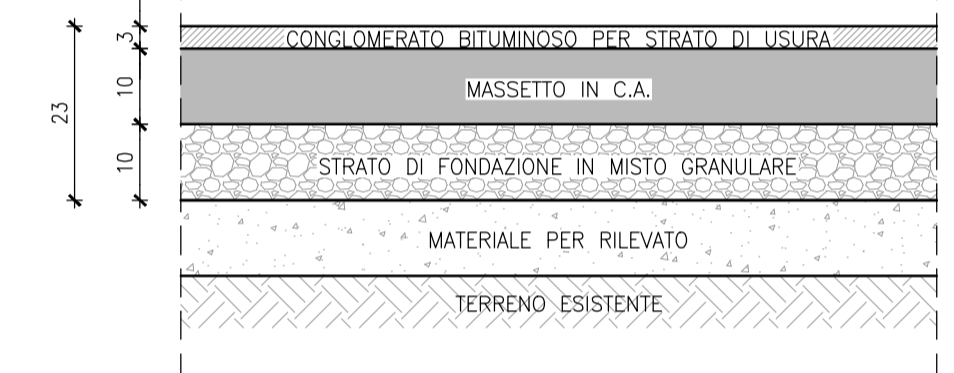 3
CONGLOMERATO BITUMINOSO PER STRATO DI USURA
10
MASSETTO IN C.A.
23
10
STRATO DI FONDAZIONE IN MISTO GRANULARE
MATERIALE PER RILEVATO
TERRENO ESISTENTE